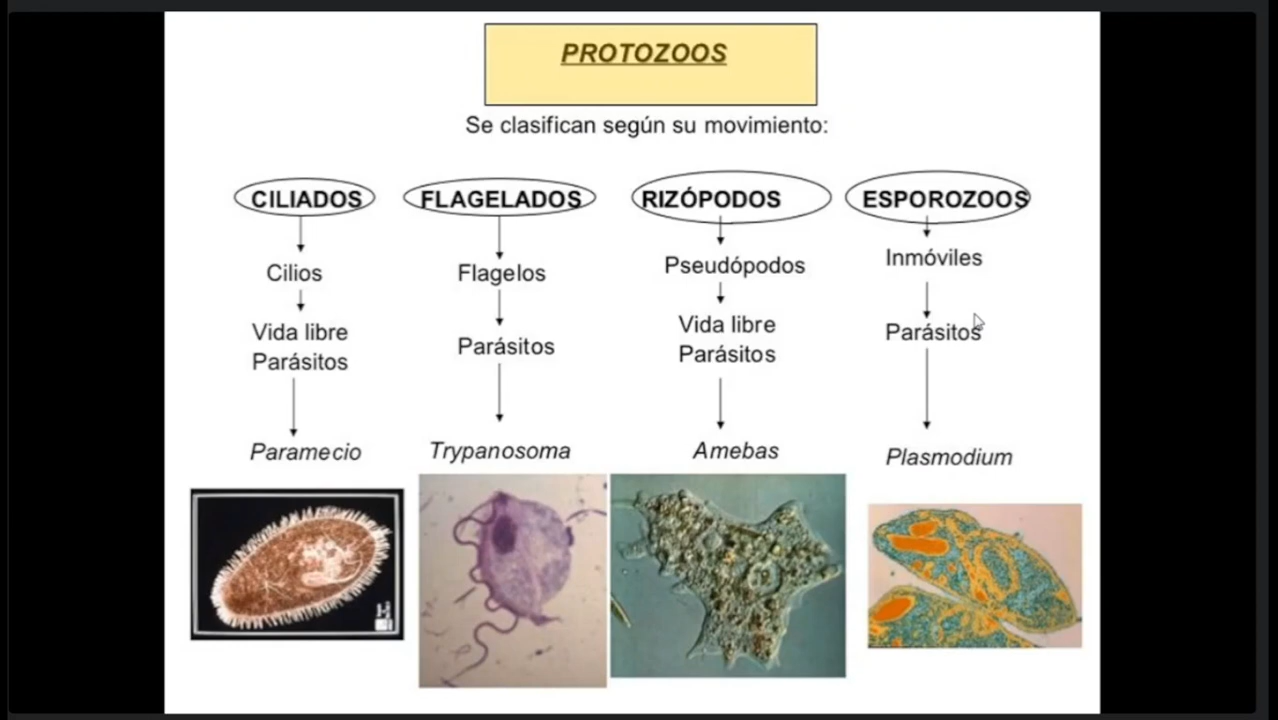 PROTOZOOS
Se clasifican según su movimiento:
CILIADOS
FLAGELADOS
RIZÓPODOS
ESPOROZOOS
Cilios
Flagelos
Pseudópodos
Inmóviles
Vida libre
Parásitos
Parásitos
Vida libre
Parásitos
Parásitos
Paramecio
Trypanosoma
Amebas
Plasmodium